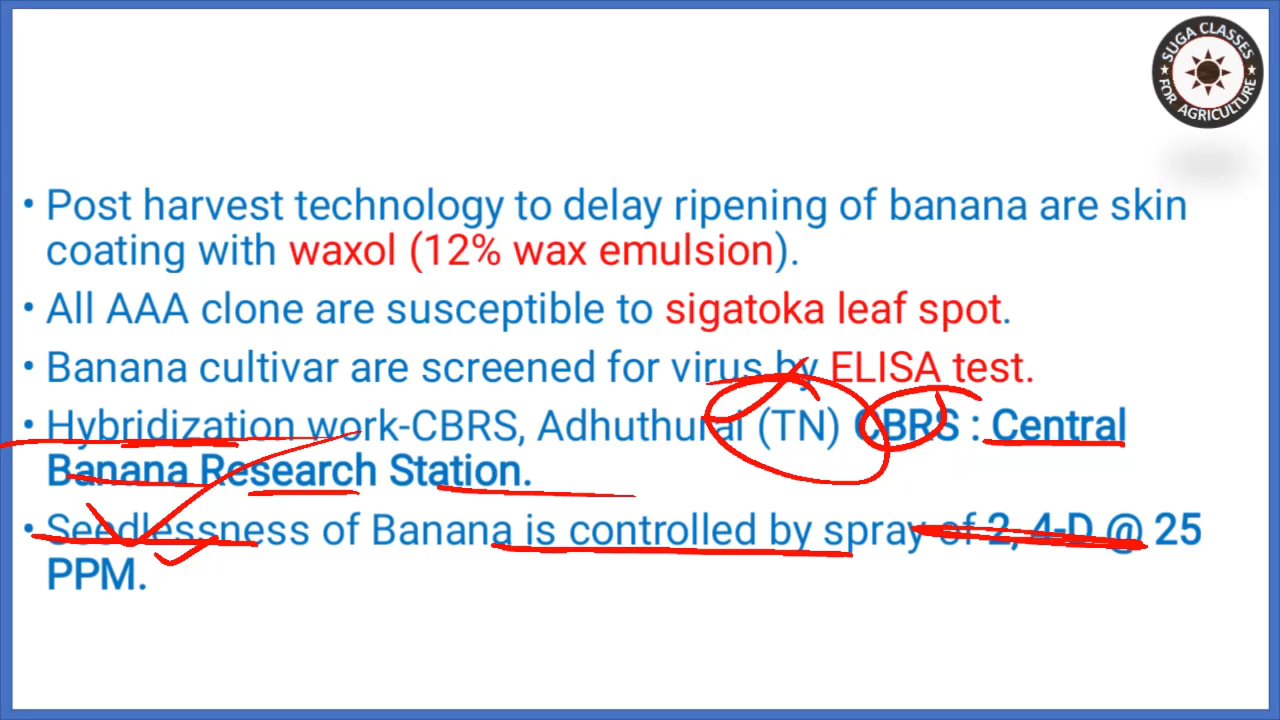 SUGA CLASSES
FOR AGRICULTURE
• Post harvest technology to delay ripening of banana are skin
coating with waxol (12% wax emulsion).
• All AAA clone are susceptible to sigatoka leaf spot.
• Banana cultivar are screened for virus by ELISA test.
• Hybridization work-CBRS, Adhuthurai (TN) CBRS : Central
Banana Research Station.
• Seedlessness of Banana is controlled by spray of 2, 4-D @ 25
PPM.